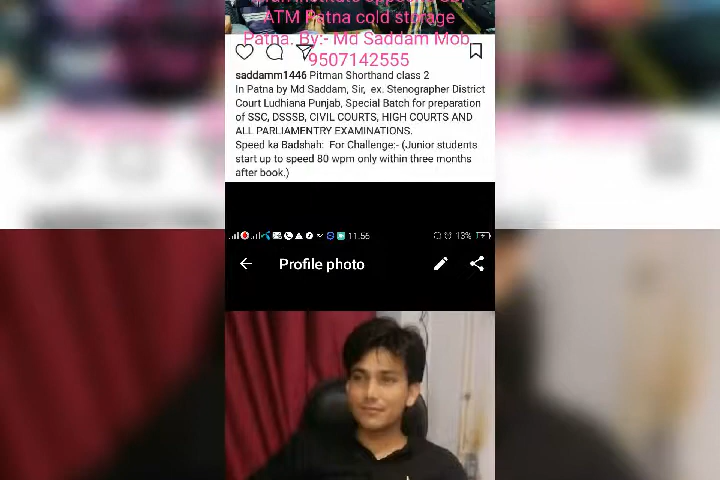 ATM Patna cold storage
Patna. By:- Md Saddam Mob
9507142555
saddamm1446 Pitman Shorthand class 2
In Patna by Md Saddam, Sir, ex. Stenographer District
Court Ludhiana Punjab, Special Batch for preparation
of SSC, DSSSB, CIVIL COURTS, HIGH COURTS AND
ALL PARLIAMENTRY EXAMINATIONS.
Speed ka Badshah: For Challenge:- (Junior students
start up to speed 80 wpm only within three months
after book.)
11.56
13%
Profile photo